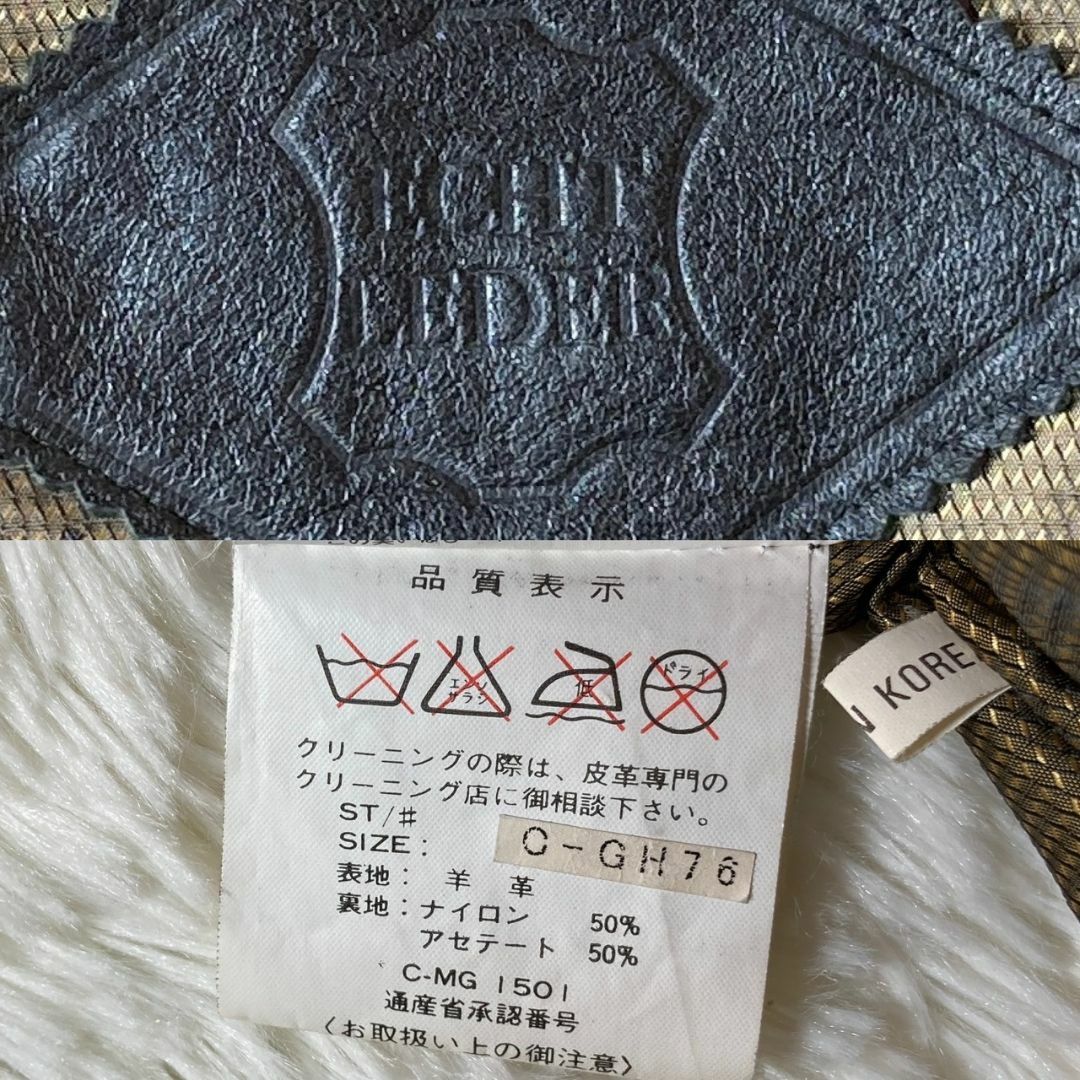 ECHT
LEDER
品質表示
エンソ
サラシ
低
ドライ
クリーニングの際は、皮革専門の
クリーニング店に御相談下さい。
ST/#
SIZE:
C-GH76
表地: 羊 革
裏地:ナイロン 50%
アセテート 50%
C-MG 1501
通産省承認番号
〈お取扱い上の御注意〉
KORE